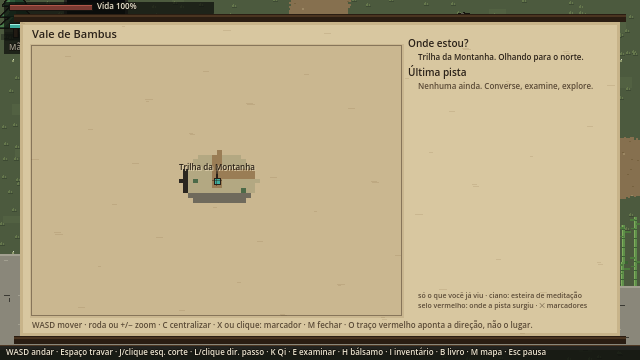 Vida 100%
Vale de Bambus
Onde estou?
Trilha da Montanha. Olhando para o norte.
Última pista
Nenhuma ainda. Converse, examine, explore.
Trilha da Montanha
só o que você já viu · ciano: esteira de meditação
selo vermelho: onde a pista surgiu · × marcadores
WASD mover · roda ou +/− zoom · C centralizar · X ou clique: marcador · M fechar · O traço vermelho aponta a direção, não o rumo.
WASD andar · Espaço travar · J/clique esq. corte · L/clique dir. passo · K Qi · E examinar · H bálsamo · I inventário · B livro · M mapa · Esc pausa